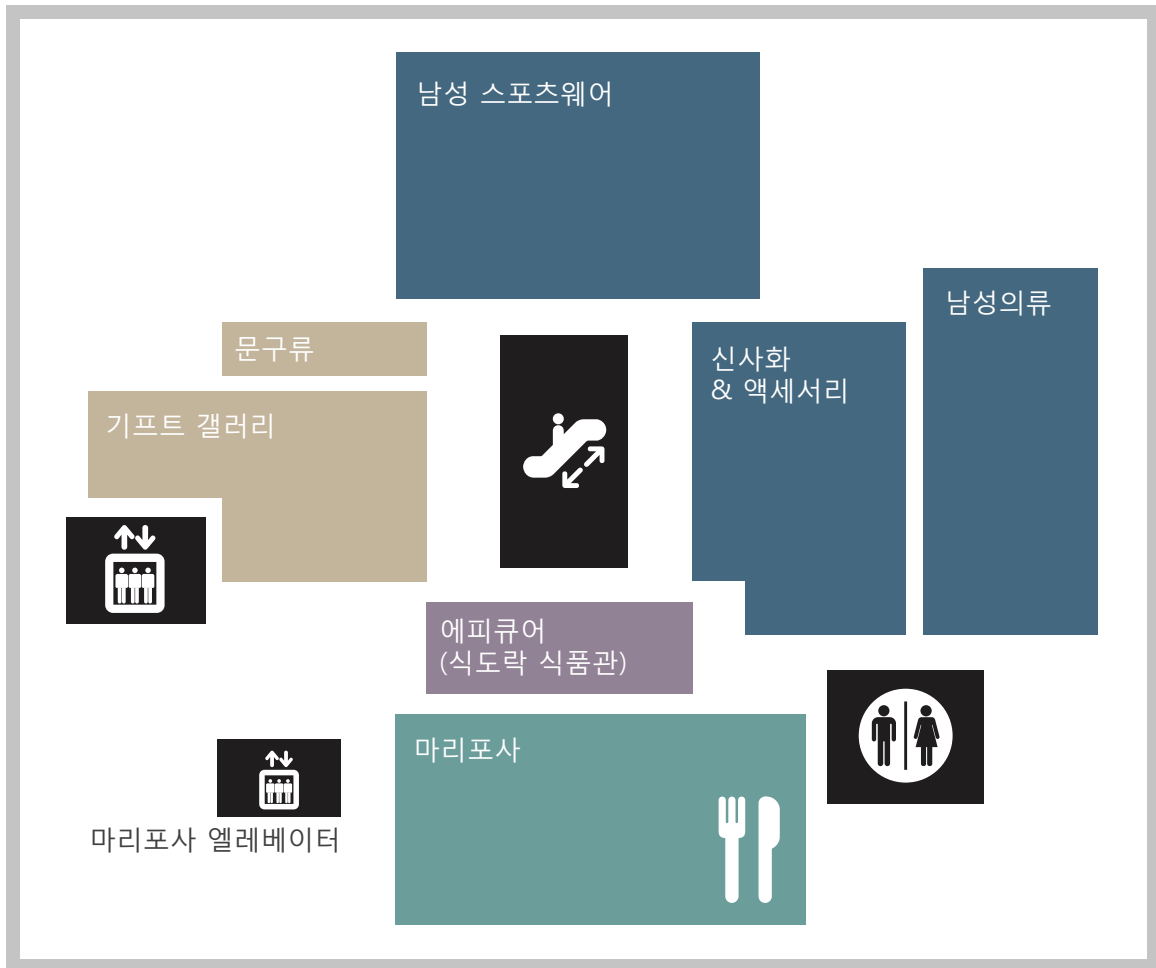 남성 스포츠웨어
남성의류
문구류
신사화
& 액세서리
기프트 갤러리
에피큐어
(식도락 식품관)
마리포사
마리포사 엘레베이터